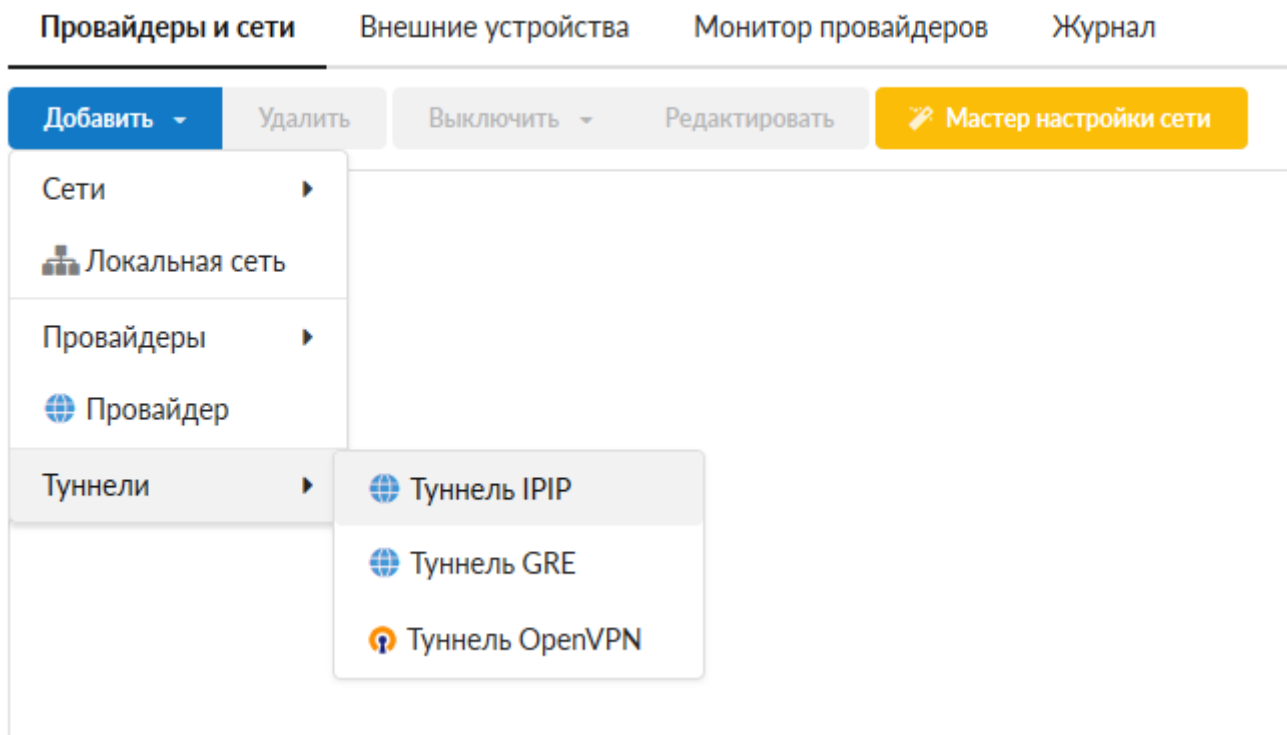 Провайдеры и сети Внешние устройства Монитор провайдеров Журнал
Добавить Удалить Выключить Редактировать Мастер настройки сети
Сети
Локальная сеть
Провайдеры
Провайдер
Туннели
Туннель IPIP
Туннель GRE
Туннель OpenVPN